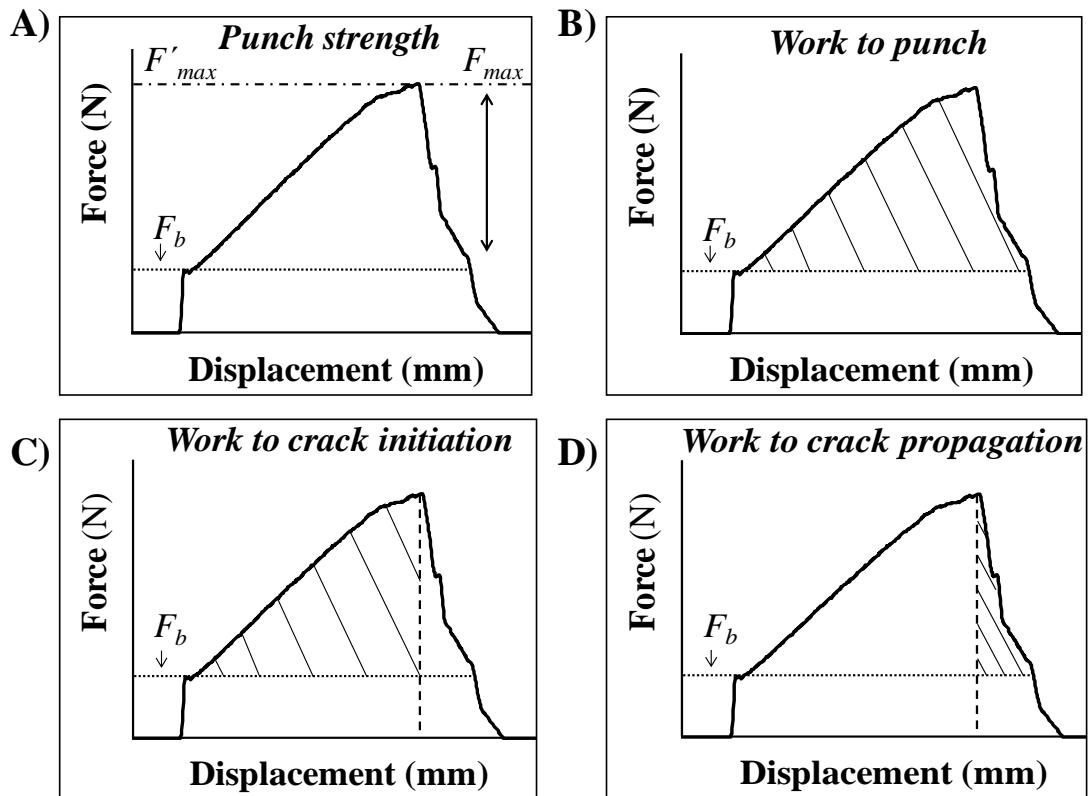 A)
Punch strength
F′max
Fmax
Force (N)
Fb
Displacement (mm)
B)
Work to punch
Force (N)
Fb
Displacement (mm)
C)
Work to crack initiation
Force (N)
Fb
Displacement (mm)
D)
Work to crack propagation
Force (N)
Fb
Displacement (mm)